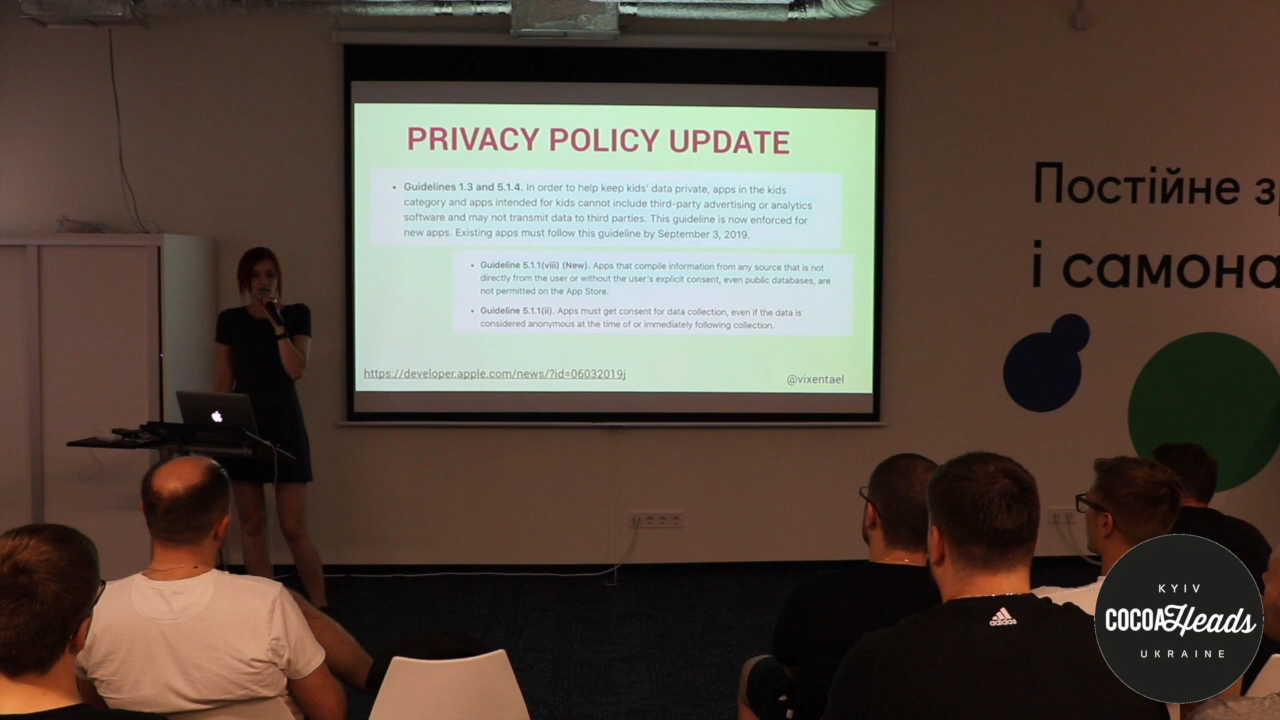 PRIVACY POLICY UPDATE
• Guidelines 1.3 and 5.1.4. In order to help keep kids' data private, apps in the kids
category and apps intended for kids cannot include third-party advertising or analytics
software and may not transmit data to third parties. This guideline is now enforced for
new apps. Existing apps must follow this guideline by September 3, 2019.
• Guideline 5.1.1(viii) (New). Apps that compile information from any source that is not
directly from the user or without the user's explicit consent, even public databases, are
not permitted on the App Store.
• Guideline 5.1.1(ii). Apps must get consent for data collection, even if the data is
considered anonymous at the time of or immediately following collection.
https://developer.apple.com/news/?id=06032019j
@vixentael
Постійне з
і самона
adidas
KYIV
COCOAHeads
UKRAINE